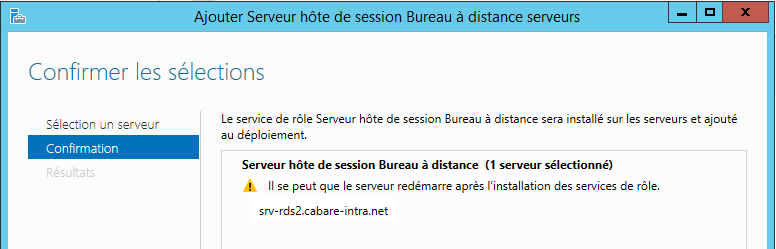 Ajouter Serveur hôte de session Bureau à distance serveurs
Confirmer les sélections
Sélection un serveur
Confirmation
Résultats
Le service de rôle Serveur hôte de session Bureau à distance sera installé sur les serveurs et ajouté
au déploiement.
Serveur hôte de session Bureau à distance (1 serveur sélectionné)
Il se peut que le serveur redémarre après l'installation des services de rôle.
srv-rds2.cabare-intra.net